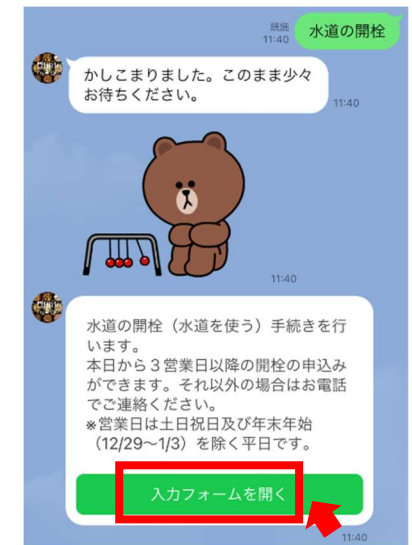 既読
11:40
水道の開栓
かしこまりました。このまま少々
お待ちください。
11:40
11:40
水道の開栓（水道を使う）手続きを行
います。
本日から３営業日以降の開栓の申込み
ができます。それ以外の場合はお電話
でご連絡ください。
※営業日は土日祝日及び年末年始
（12/29～1/3）を除く平日です。
入力フォームを開く
11:40